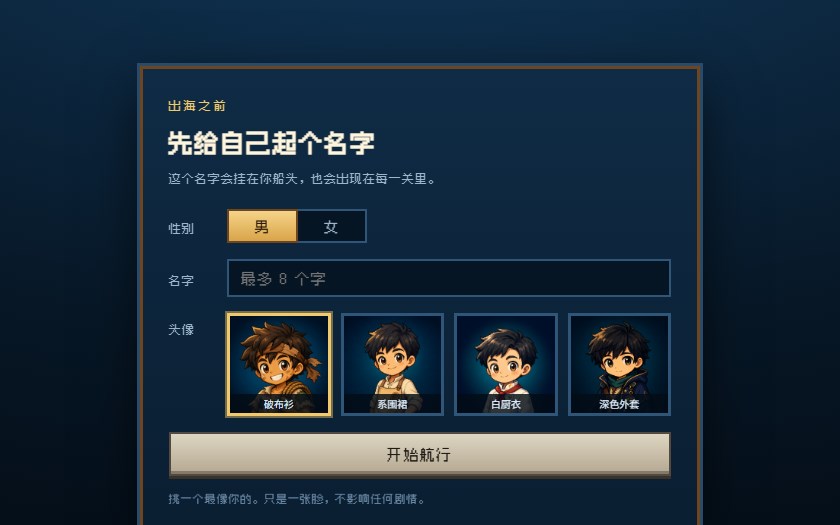 出海之前
先给自己起个名字
这个名字会挂在你船头，也会出现在每一关里。
性别
男
女
名字
最多 8 个字
头像
破布衫
系围裙
白厨衣
深色外套
开始航行
挑一个最像你的。只是一张脸，不影响任何剧情。